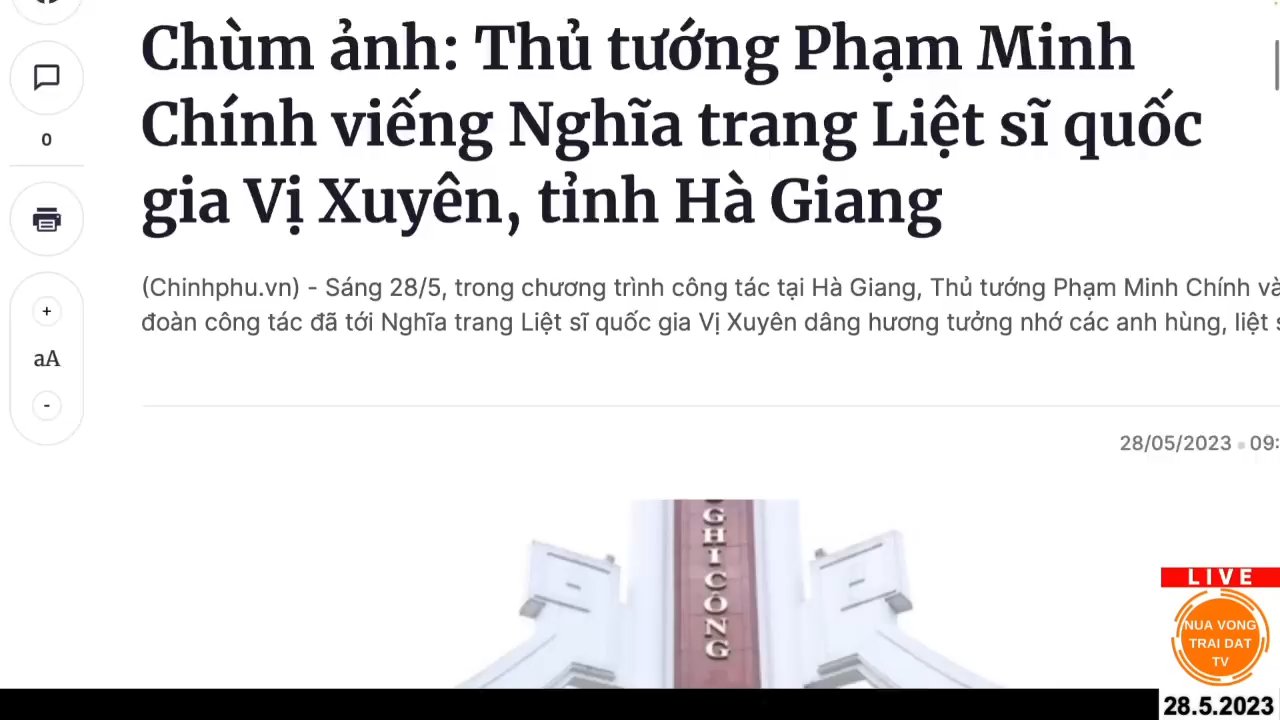 Chùm ảnh: Thủ tướng Phạm Minh
Chính viếng Nghĩa trang Liệt sĩ quốc
gia Vị Xuyên, tỉnh Hà Giang
0
+
aA
-
(Chinhphu.vn) - Sáng 28/5, trong chương trình công tác tại Hà Giang, Thủ tướng Phạm Minh Chính và
đoàn công tác đã tới Nghĩa trang Liệt sĩ quốc gia Vị Xuyên dâng hương tưởng nhớ các anh hùng, liệt
28/05/2023 09:
GHI CÔNG
LIVE
NUA VONG
TRAI DAT
TV
28.5.2023